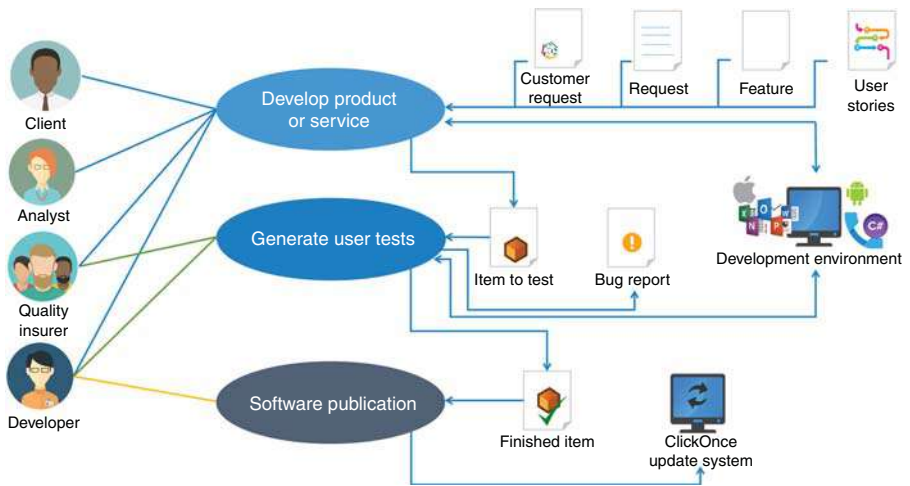 Client
Analyst
Quality
insurer
Developer
Develop product
or service
Generate user tests
Software publication
Customer
request
Request
Feature
User
stories
Item to test
Bug report
N
X
O
W
P
C#
Development environment
Finished item
ClickOnce
update system